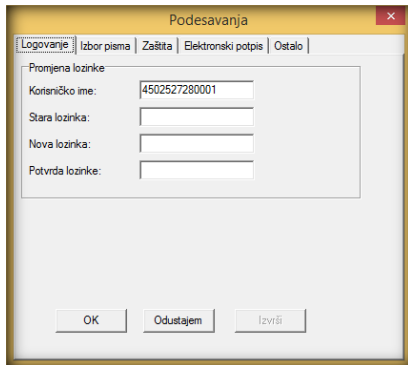 Podesavanja
Logovanje Izbor pisma Zaštita Elektronski potpis Ostalo
Promjena lozinke
Korisničko ime: 4502527280001
Stara lozinka:
Nova lozinka:
Potvrda lozinke:
OK Odustajem Izvrši